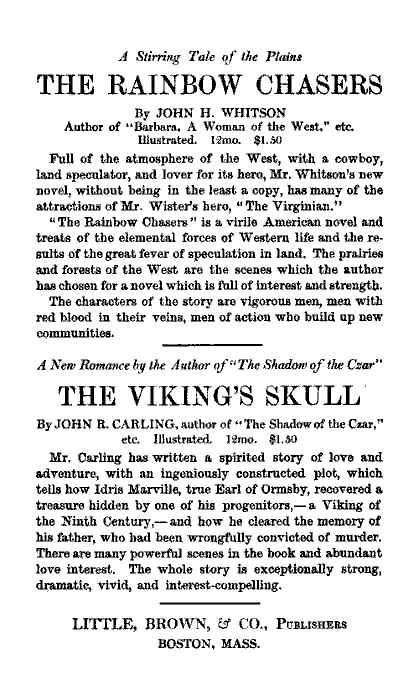 A Stirring Tale of the Plains
THE RAINBOW CHASERS
By JOHN H. WHITSON
Author of "Barbara, A Woman of the West," etc.
Illustrated. 12mo. $1.50
Full of the atmosphere of the West, with a cowboy,
land speculator, and lover for its hero, Mr. Whitson's new
novel, without being in the least a copy, has many of the
attractions of Mr. Wister's hero, "The Virginian."
"The Rainbow Chasers" is a virile American novel and
treats of the elemental forces of Western life and the re-
sults of the great fever of speculation in land. The prairies
and forests of the West are the scenes which the author
has chosen for a novel which is full of interest and strength.
The characters of the story are vigorous men, men with
red blood in their veins, men of action who build up new
communities.
A New Romance by the Author of "The Shadow of the Czar"
THE VIKING'S SKULL
By JOHN R. CARLING, author of "The Shadow of the Czar,"
etc. Illustrated. 12mo. $1.50
Mr. Carling has written a spirited story of love and
adventure, with an ingeniously constructed plot, which
tells how Idris Marville, true Earl of Ormsby, recovered a
treasure hidden by one of his progenitors,—a Viking of
the Ninth Century,—and how he cleared the memory of
his father, who had been wrongfully convicted of murder.
There are many powerful scenes in the book and abundant
love interest. The whole story is exceptionally strong,
dramatic, vivid, and interest-compelling.
LITTLE, BROWN, & CO., PUBLISHERS
BOSTON, MASS.